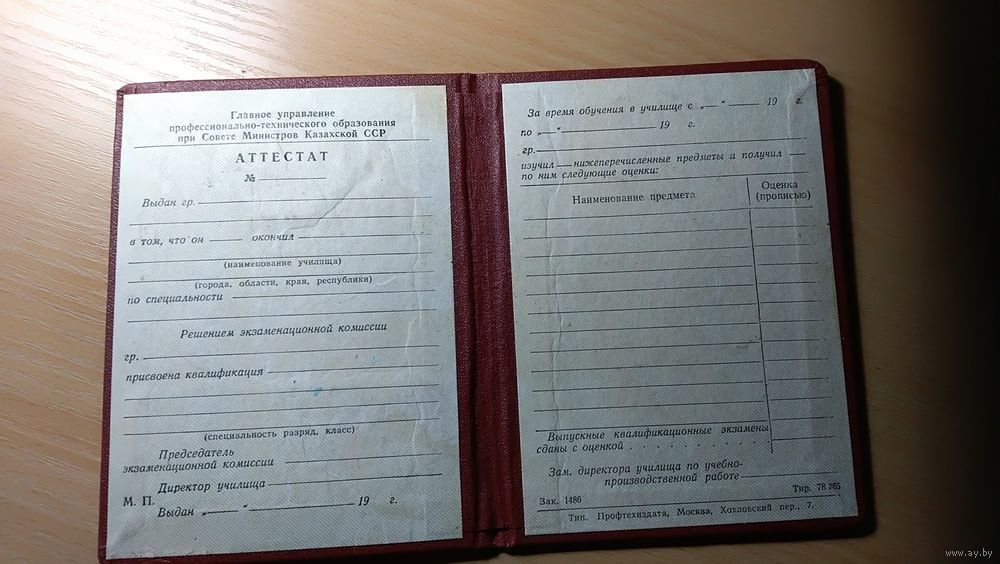 Главное управление
профессионально-технического образования
при Совете Министров Казахской ССР
АТТЕСТАТ
№
Выдан гр.
в том, что он окончил
(наименование училища)
(города, области, края, республики)
по специальности
Решением экзаменационной комиссии
гр.
присвоена квалификация
(специальность разряд, класс)
Председатель
экзаменационной комиссии
Директор училища
М. П.
Выдан „ “ 19 г.
За время обучения в училище с „ “ 19 г.
по „ “ 19 г.
гр.
изучил нижеперечисленные предметы и получил
по ним следующие оценки:
Наименование предмета
Оценка
(прописью)
Выпускные квалификационные экзамены
сданы с оценкой . . . . . . . . .
Зам. директора училища по учебно-
производственной работе
Зак. 1486 Тир. 78 765
Тип. Профтехиздата, Москва, Хохловский пер., 7.
www.ay.by